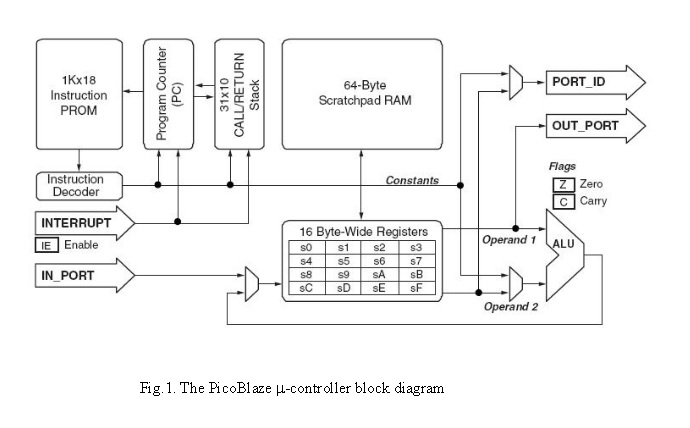 1Kx18
Instruction
PROM
Program Counter
(PC)
31x10
CALL/RETURN
Stack
64-Byte
Scratchpad RAM
PORT_ID
OUT_PORT
Instruction
Decoder
Constants
Flags
Z Zero
C Carry
INTERRUPT
IE Enable
IN_PORT
16 Byte-Wide Registers
s0 s1 s2 s3
s4 s5 s6 s7
s8 s9 sA sB
sC sD sE sF
Operand 1
ALU
Operand 2
Fig.1. The PicoBlaze μ-controller block diagram